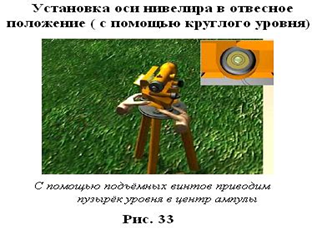 Установка оси нивелира в отвесное
положение ( с помощью круглого уровня)
С помощью подъёмных винтов приводим
пузырёк уровня в центр ампулы
Рис. 33